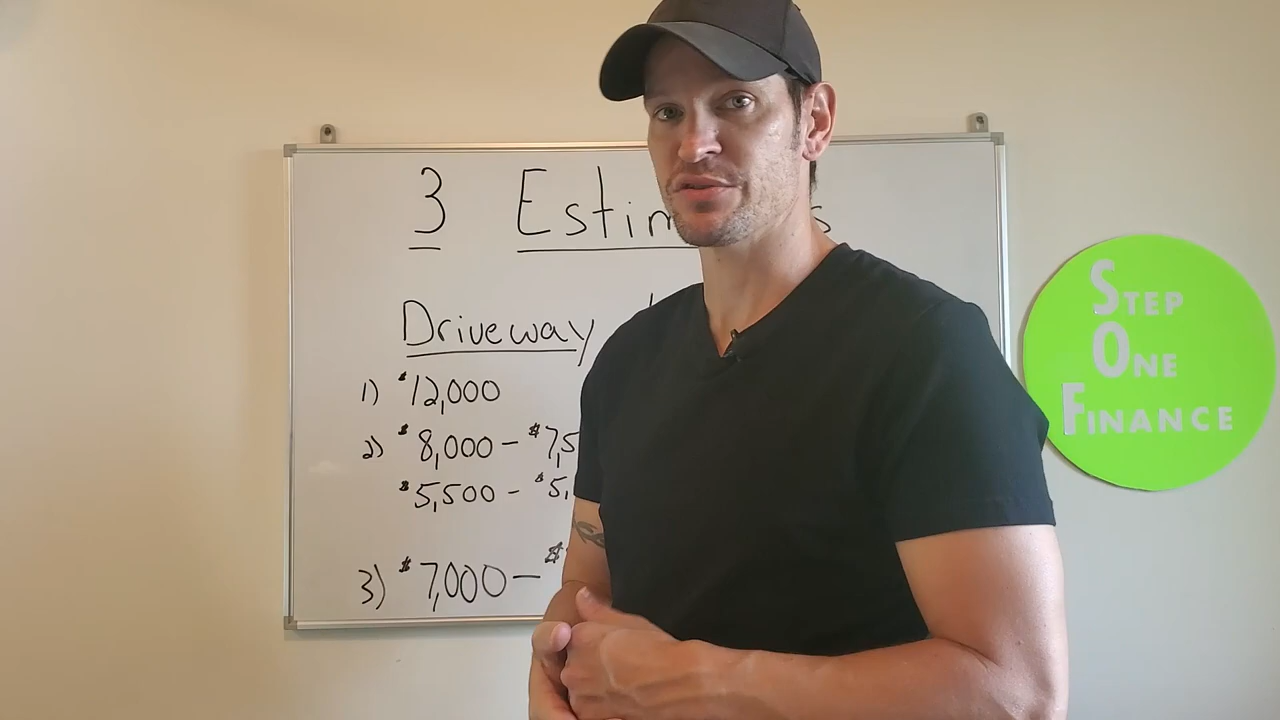 3 Estim s
Driveway
1) $12,000
2) $8,000 - $7,5
$5,500 - $5,
3) $7,000 - $
STEP
ONE
FINANCE